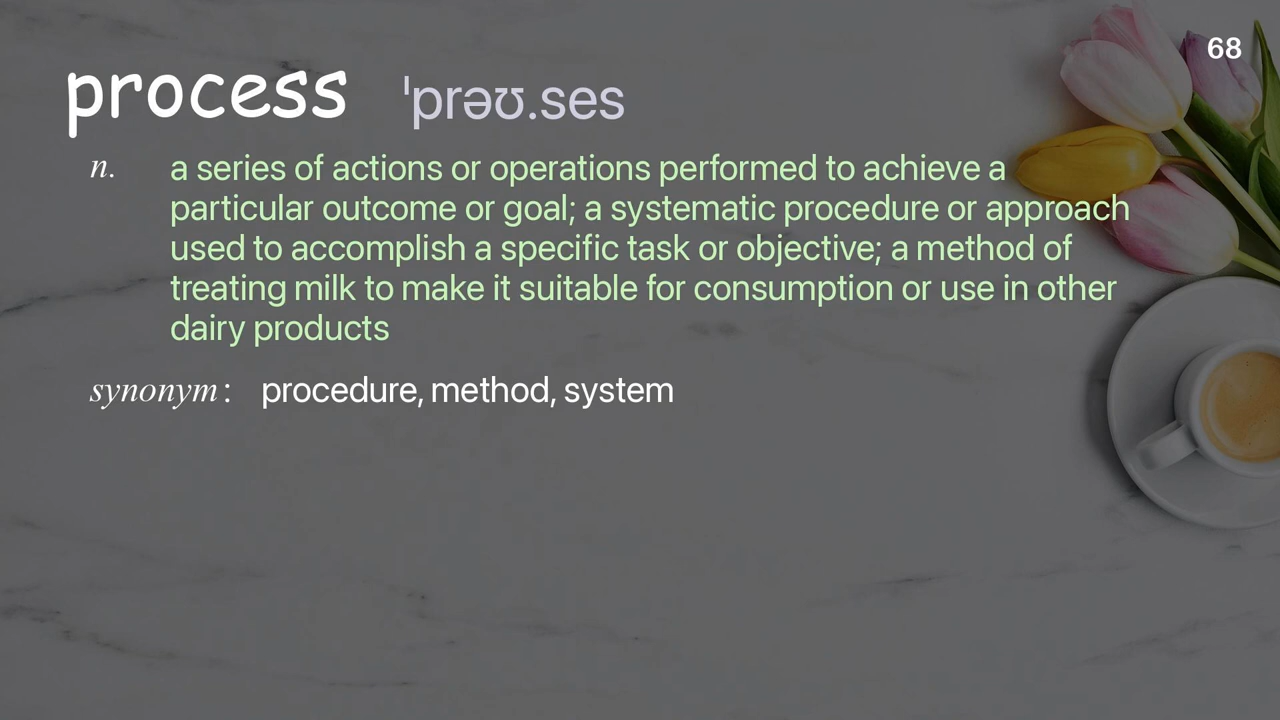 68
process ˈprəʊ.ses
n. a series of actions or operations performed to achieve a
particular outcome or goal; a systematic procedure or approach
used to accomplish a specific task or objective; a method of
treating milk to make it suitable for consumption or use in other
dairy products
synonym: procedure, method, system